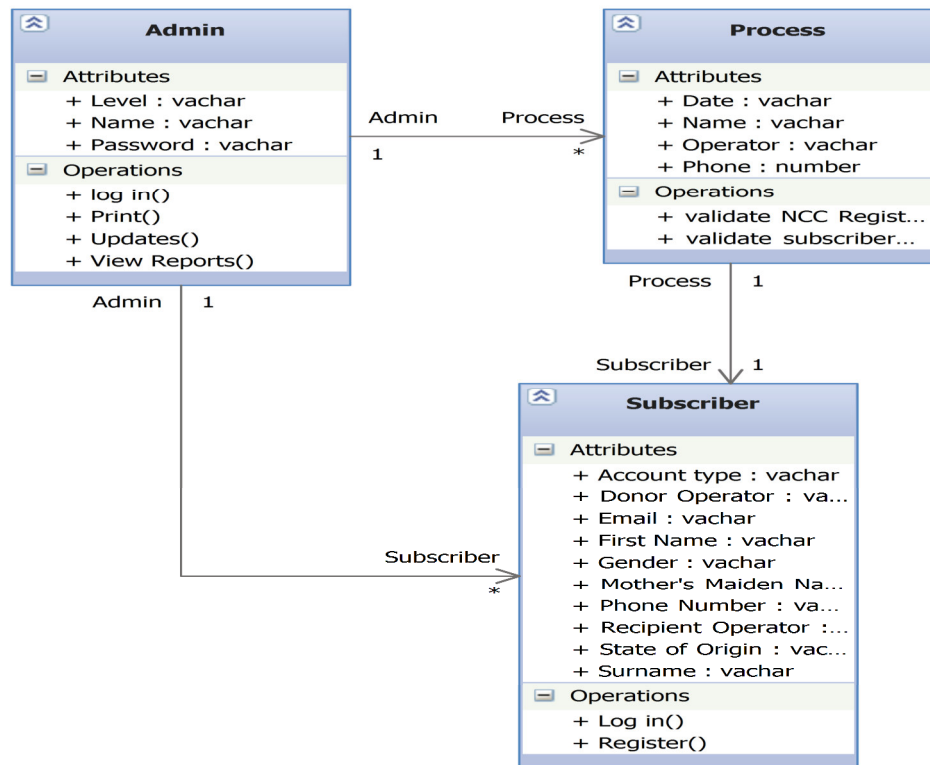 Admin
Attributes
+ Level : vachar
+ Name : vachar
+ Password : vachar
Operations
+ log in()
+ Print()
+ Updates()
+ View Reports()
Admin
Process
1
*
Process
Attributes
+ Date : vachar
+ Name : vachar
+ Operator : vachar
+ Phone : number
Operations
+ validate NCC Regist...
+ validate subscriber...
Process 1
Subscriber 1
Admin 1
Subscriber
*
Subscriber
Attributes
+ Account type : vachar
+ Donor Operator : va...
+ Email : vachar
+ First Name : vachar
+ Gender : vachar
+ Mother's Maiden Na...
+ Phone Number : va...
+ Recipient Operator :...
+ State of Origin : vac...
+ Surname : vachar
Operations
+ Log in()
+ Register()